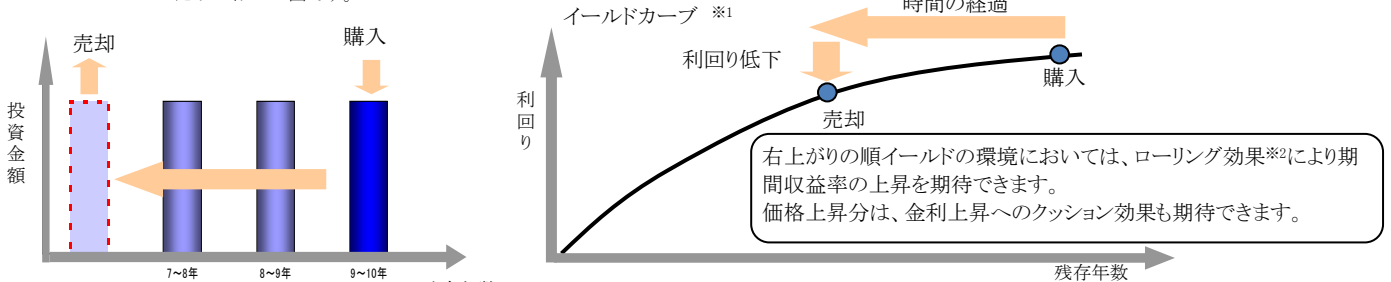 売却
購入
投資金額
7～8年
8～9年
9～10年
イールドカーブ ※1
時間の経過
利回り低下
利回り
購入
売却
右上がりの順イールドの環境においては、ローリング効果※2により期
間収益率の上昇を期待できます。
価格上昇分は、金利上昇へのクッション効果も期待できます。
残存年数